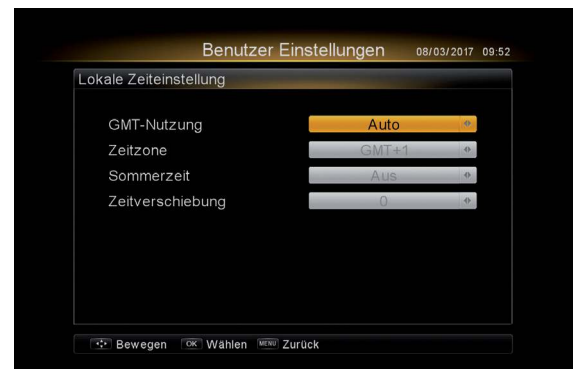 Benutzer Einstellungen 08/03/2017 09:52
Lokale Zeiteinstellung
GMT-Nutzung Auto
Zeitzone GMT+1
Sommerzeit Aus
Zeitverschiebung 0
Bewegen OK Wählen MENU Zurück